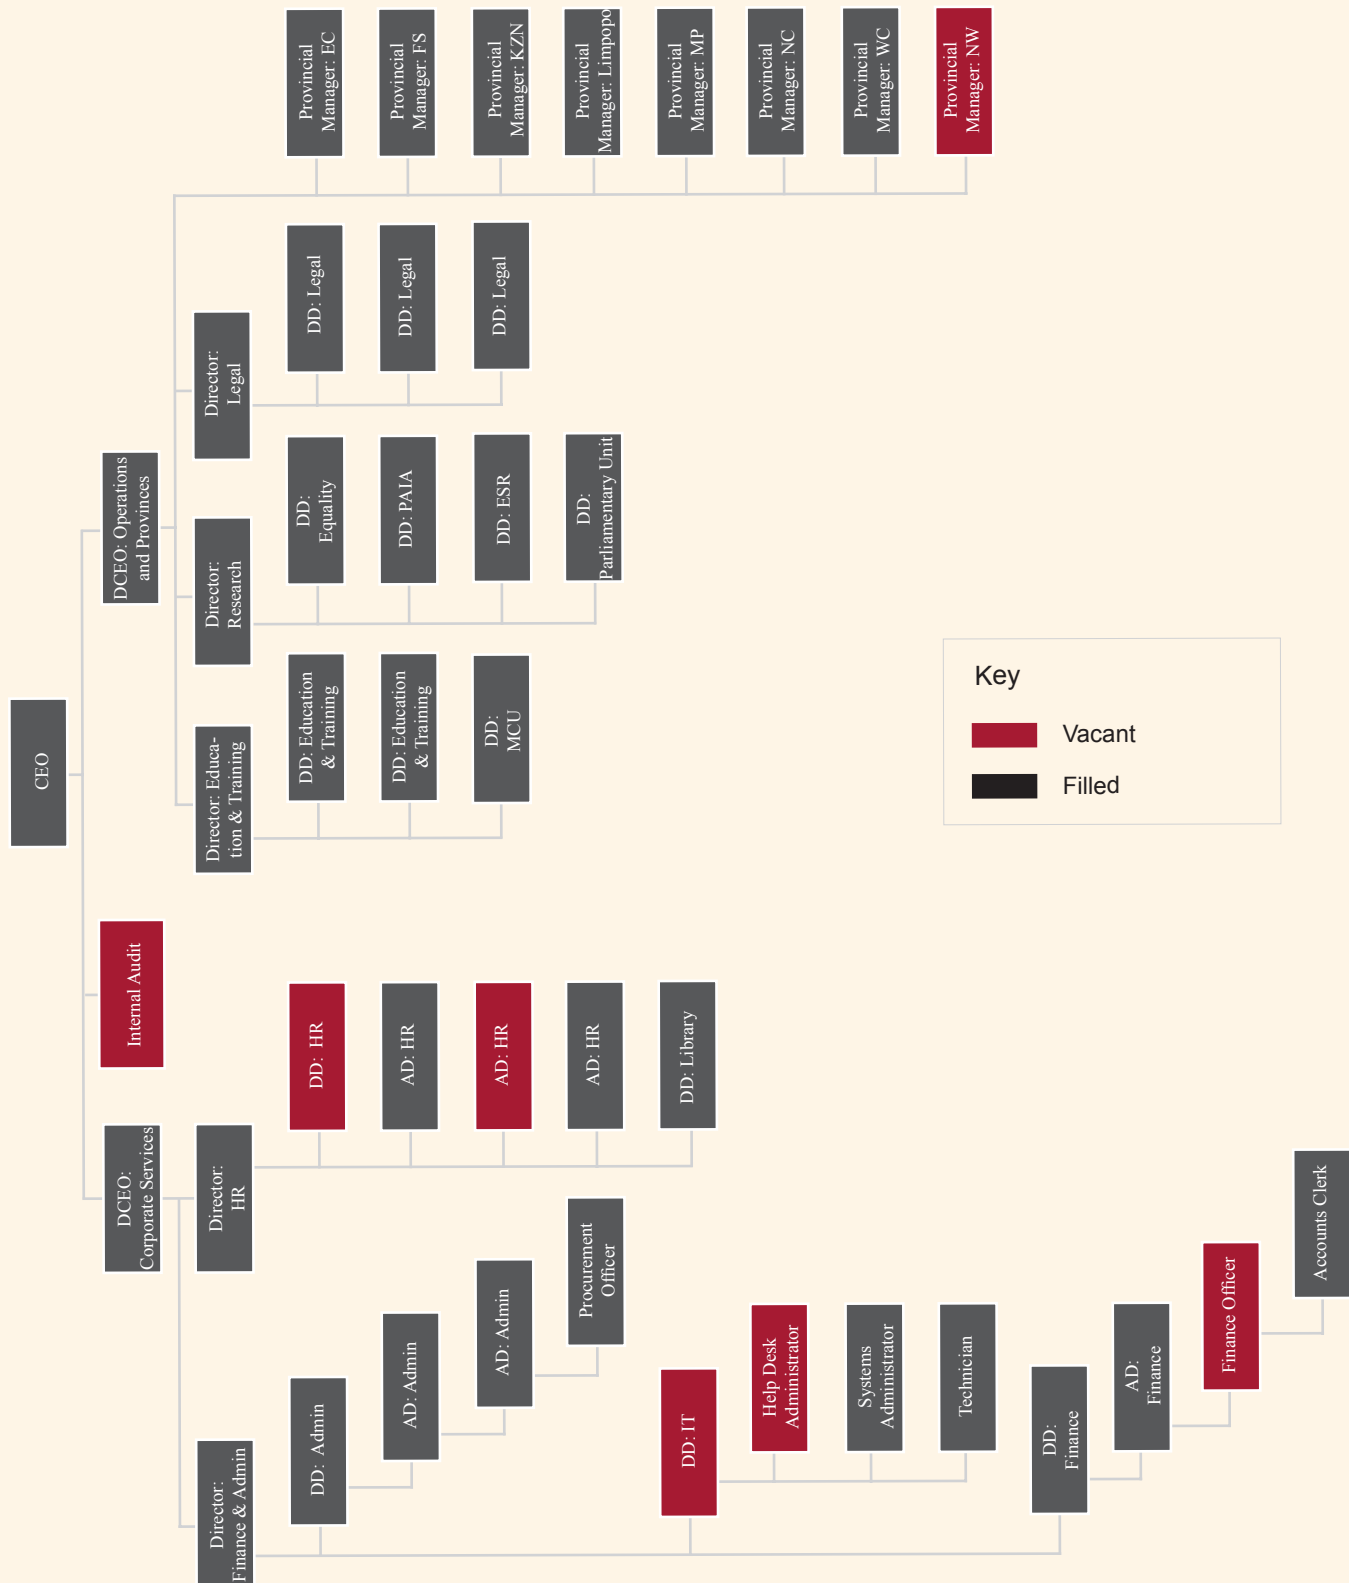 CEO
DCEO:
Corporate Services
Internal Audit
DCEO: Operations
and Provinces
Director:
Finance & Admin
Director:
HR
Director: Educa-
tion & Training
Director:
Research
Director:
Legal
DD: Admin
AD: Admin
AD: Admin
Procurement
Officer
DD: IT
Help Desk
Administrator
Systems
Administrator
Technician
DD:
Finance
AD:
Finance
Finance Officer
Accounts Clerk
DD: HR
AD: HR
AD: HR
AD: HR
DD: Library
DD: Education
& Training
DD: Education
& Training
DD:
MCU
DD:
Equality
DD: PAIA
DD: ESR
DD:
Parliamentary Unit
DD: Legal
DD: Legal
DD: Legal
Provincial
Manager: EC
Provincial
Manager: FS
Provincial
Manager: KZN
Provincial
Manager: Limpopo
Provincial
Manager: MP
Provincial
Manager: NC
Provincial
Manager: WC
Provincial
Manager: NW
Key
Vacant
Filled